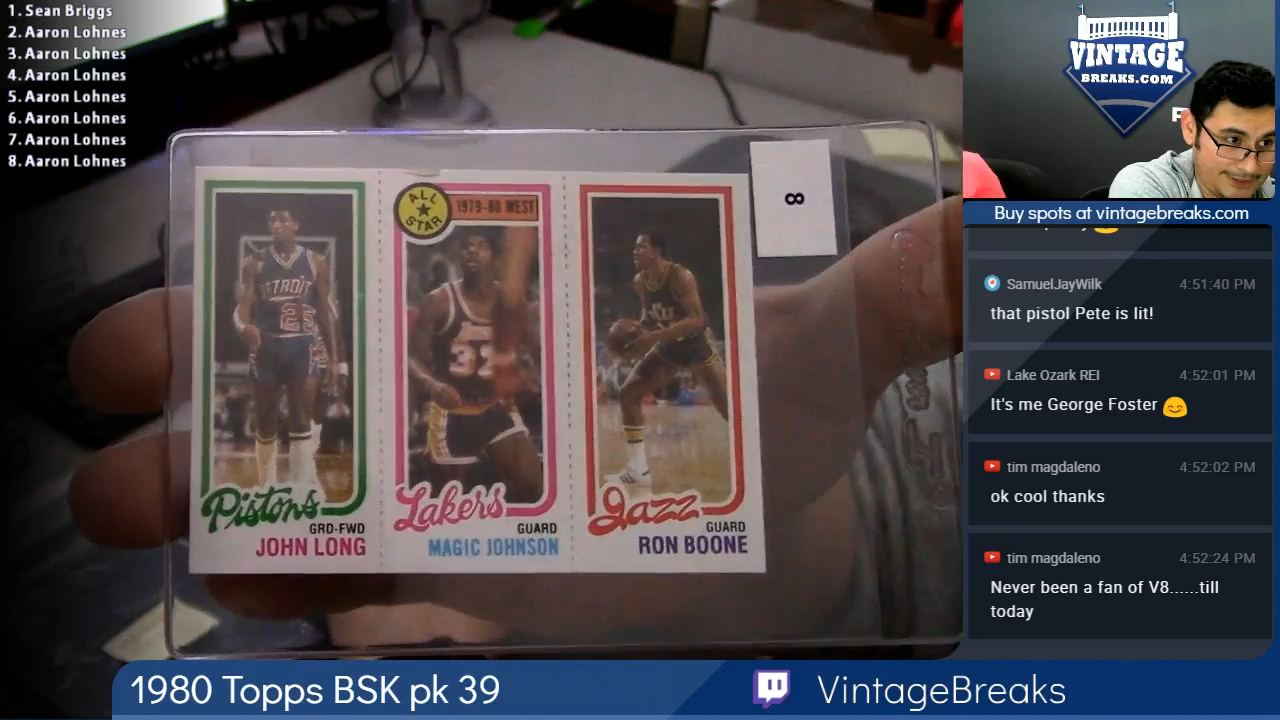 1. Sean Briggs
2. Aaron Lohnes
3. Aaron Lohnes
4. Aaron Lohnes
5. Aaron Lohnes
6. Aaron Lohnes
7. Aaron Lohnes
8. Aaron Lohnes
ALL
STAR
1979-80 WEST
DETROIT
32
8
Pistons
GRD-FWD
JOHN LONG
Lakers
GUARD
MAGIC JOHNSON
Jazz
GUARD
RON BOONE
VINTAGE
BREAKS.COM
Buy spots at vintagebreaks.com
SamuelJayWilk 4:51:40 PM
that pistol Pete is lit!
Lake Ozark REI 4:52:01 PM
It's me George Foster 😊
tim magdaleno 4:52:02 PM
ok cool thanks
tim magdaleno 4:52:24 PM
Never been a fan of V8......till
today
1980 Topps BSK pk 39
VintageBreaks